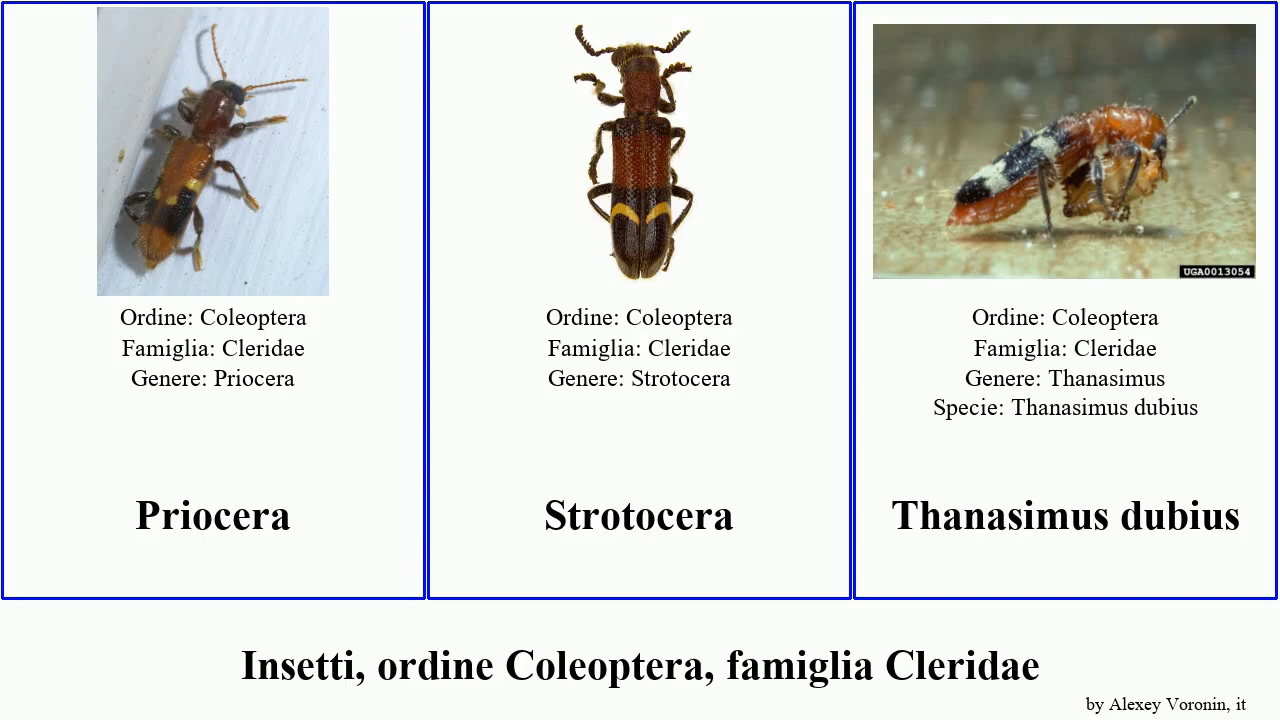 UGA0013054
Ordine: Coleoptera
Famiglia: Cleridae
Genere: Priocera
Priocera
Ordine: Coleoptera
Famiglia: Cleridae
Genere: Strotocera
Strotocera
Ordine: Coleoptera
Famiglia: Cleridae
Genere: Thanasimus
Specie: Thanasimus dubius
Thanasimus dubius
Insetti, ordine Coleoptera, famiglia Cleridae
by Alexey Voronin, it